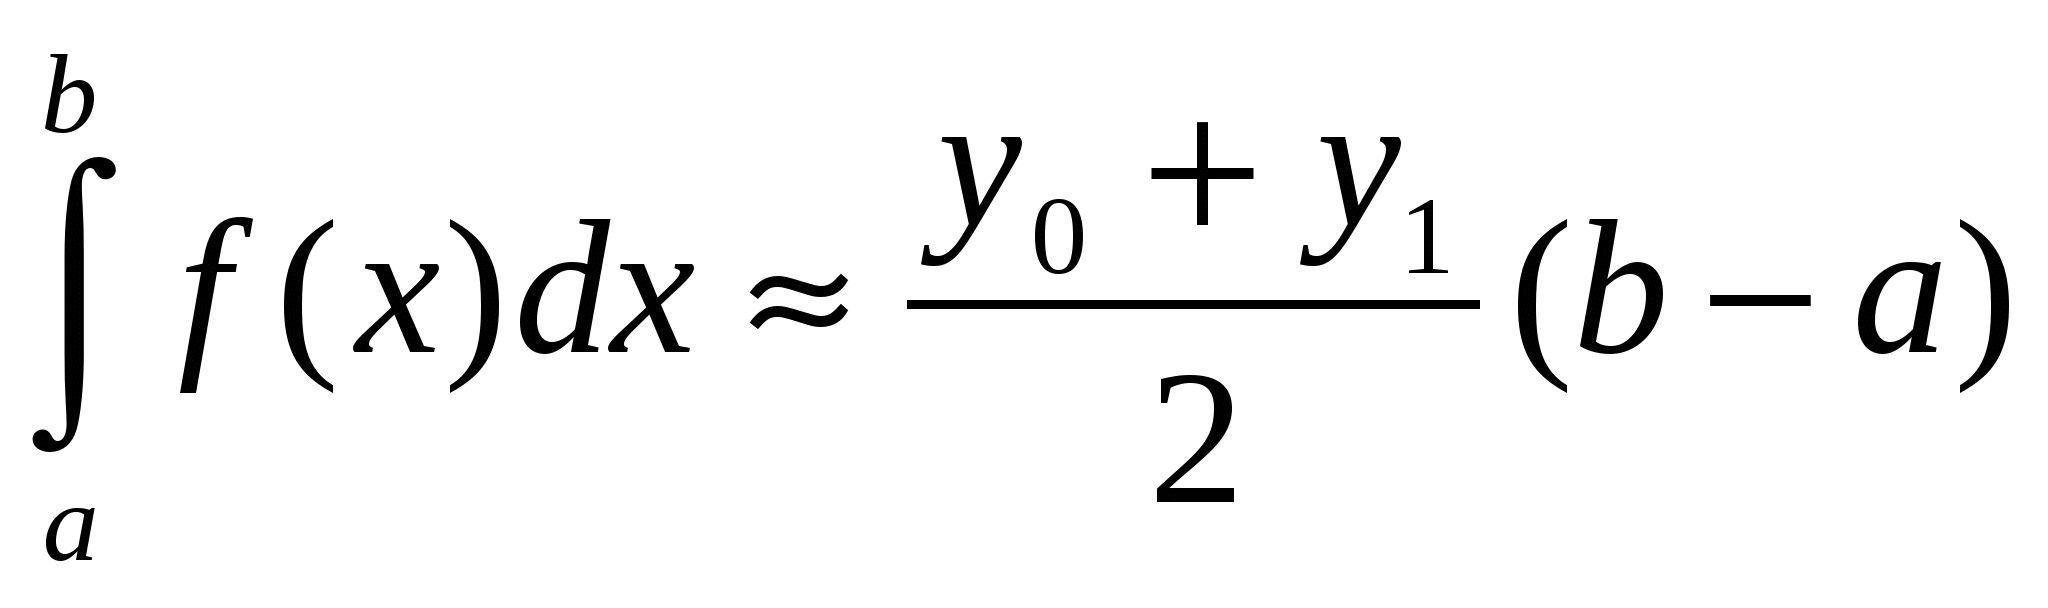 ∫_a^b f(x)dx ≈ (y_0 + y_1)/2 (b − a)